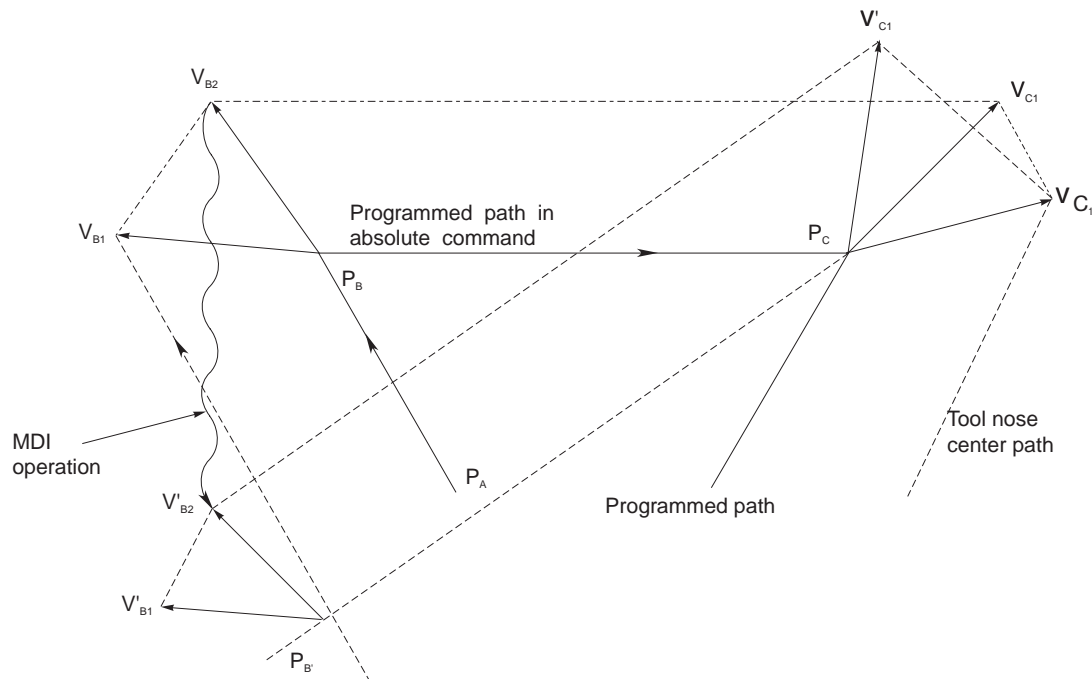 V'C1
VB2
VC1
VC1
VB1
Programmed path in
absolute command
PC
PB
MDI
operation
Tool nose
center path
PA
V'B2
Programmed path
V'B1
PB'